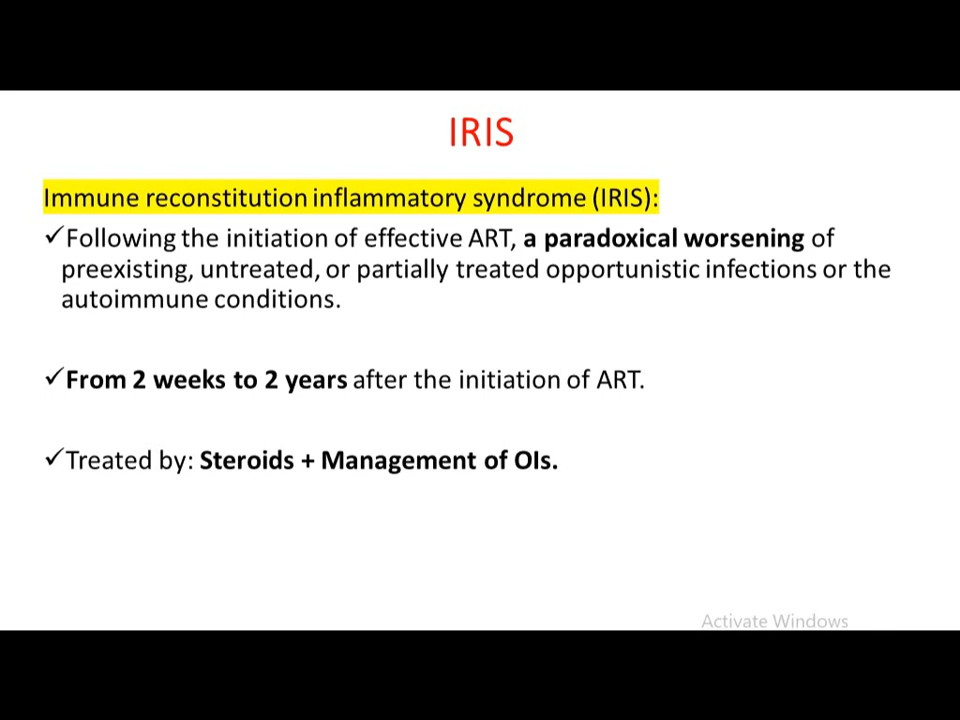 IRIS
Immune reconstitution inflammatory syndrome (IRIS):
✓Following the initiation of effective ART, a paradoxical worsening of
preexisting, untreated, or partially treated opportunistic infections or the
autoimmune conditions.
✓From 2 weeks to 2 years after the initiation of ART.
✓Treated by: Steroids + Management of OIs.
Activate Windows